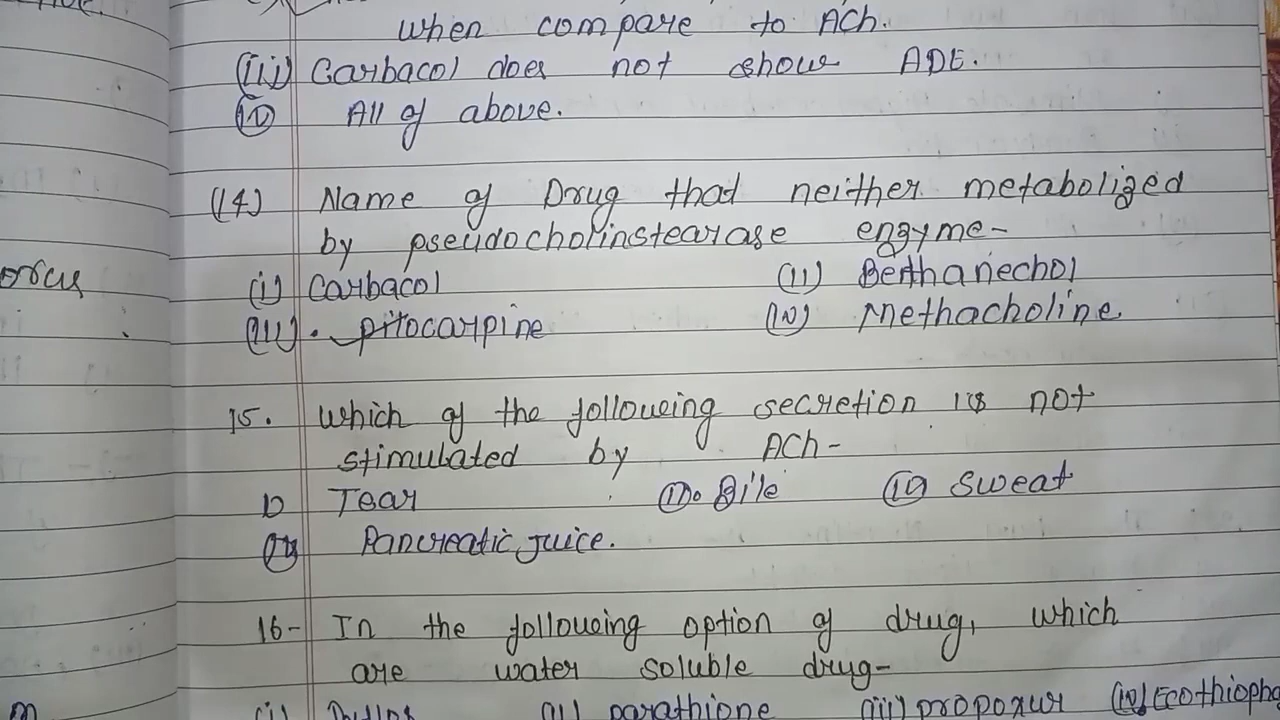 when compare to ACh.
(iii) Carbacol does not show ADE.
(iv) All of above.
(14) Name of Drug that neither metabolized
by pseudocholinstearase enzyme-
(i) Carbacol (ii) Bethanechol
(iii). pilocarpine (iv) Methacholine
orus
15. Which of the following secretion is not
stimulated by ACh-
i) Tear (ii). Bile (iii) Sweat
(iv) Pancreatic juice.
16- In the following option of drug, which
are water soluble drug-
(ii) parathione (iii) propoxur (iv) Ecothioph